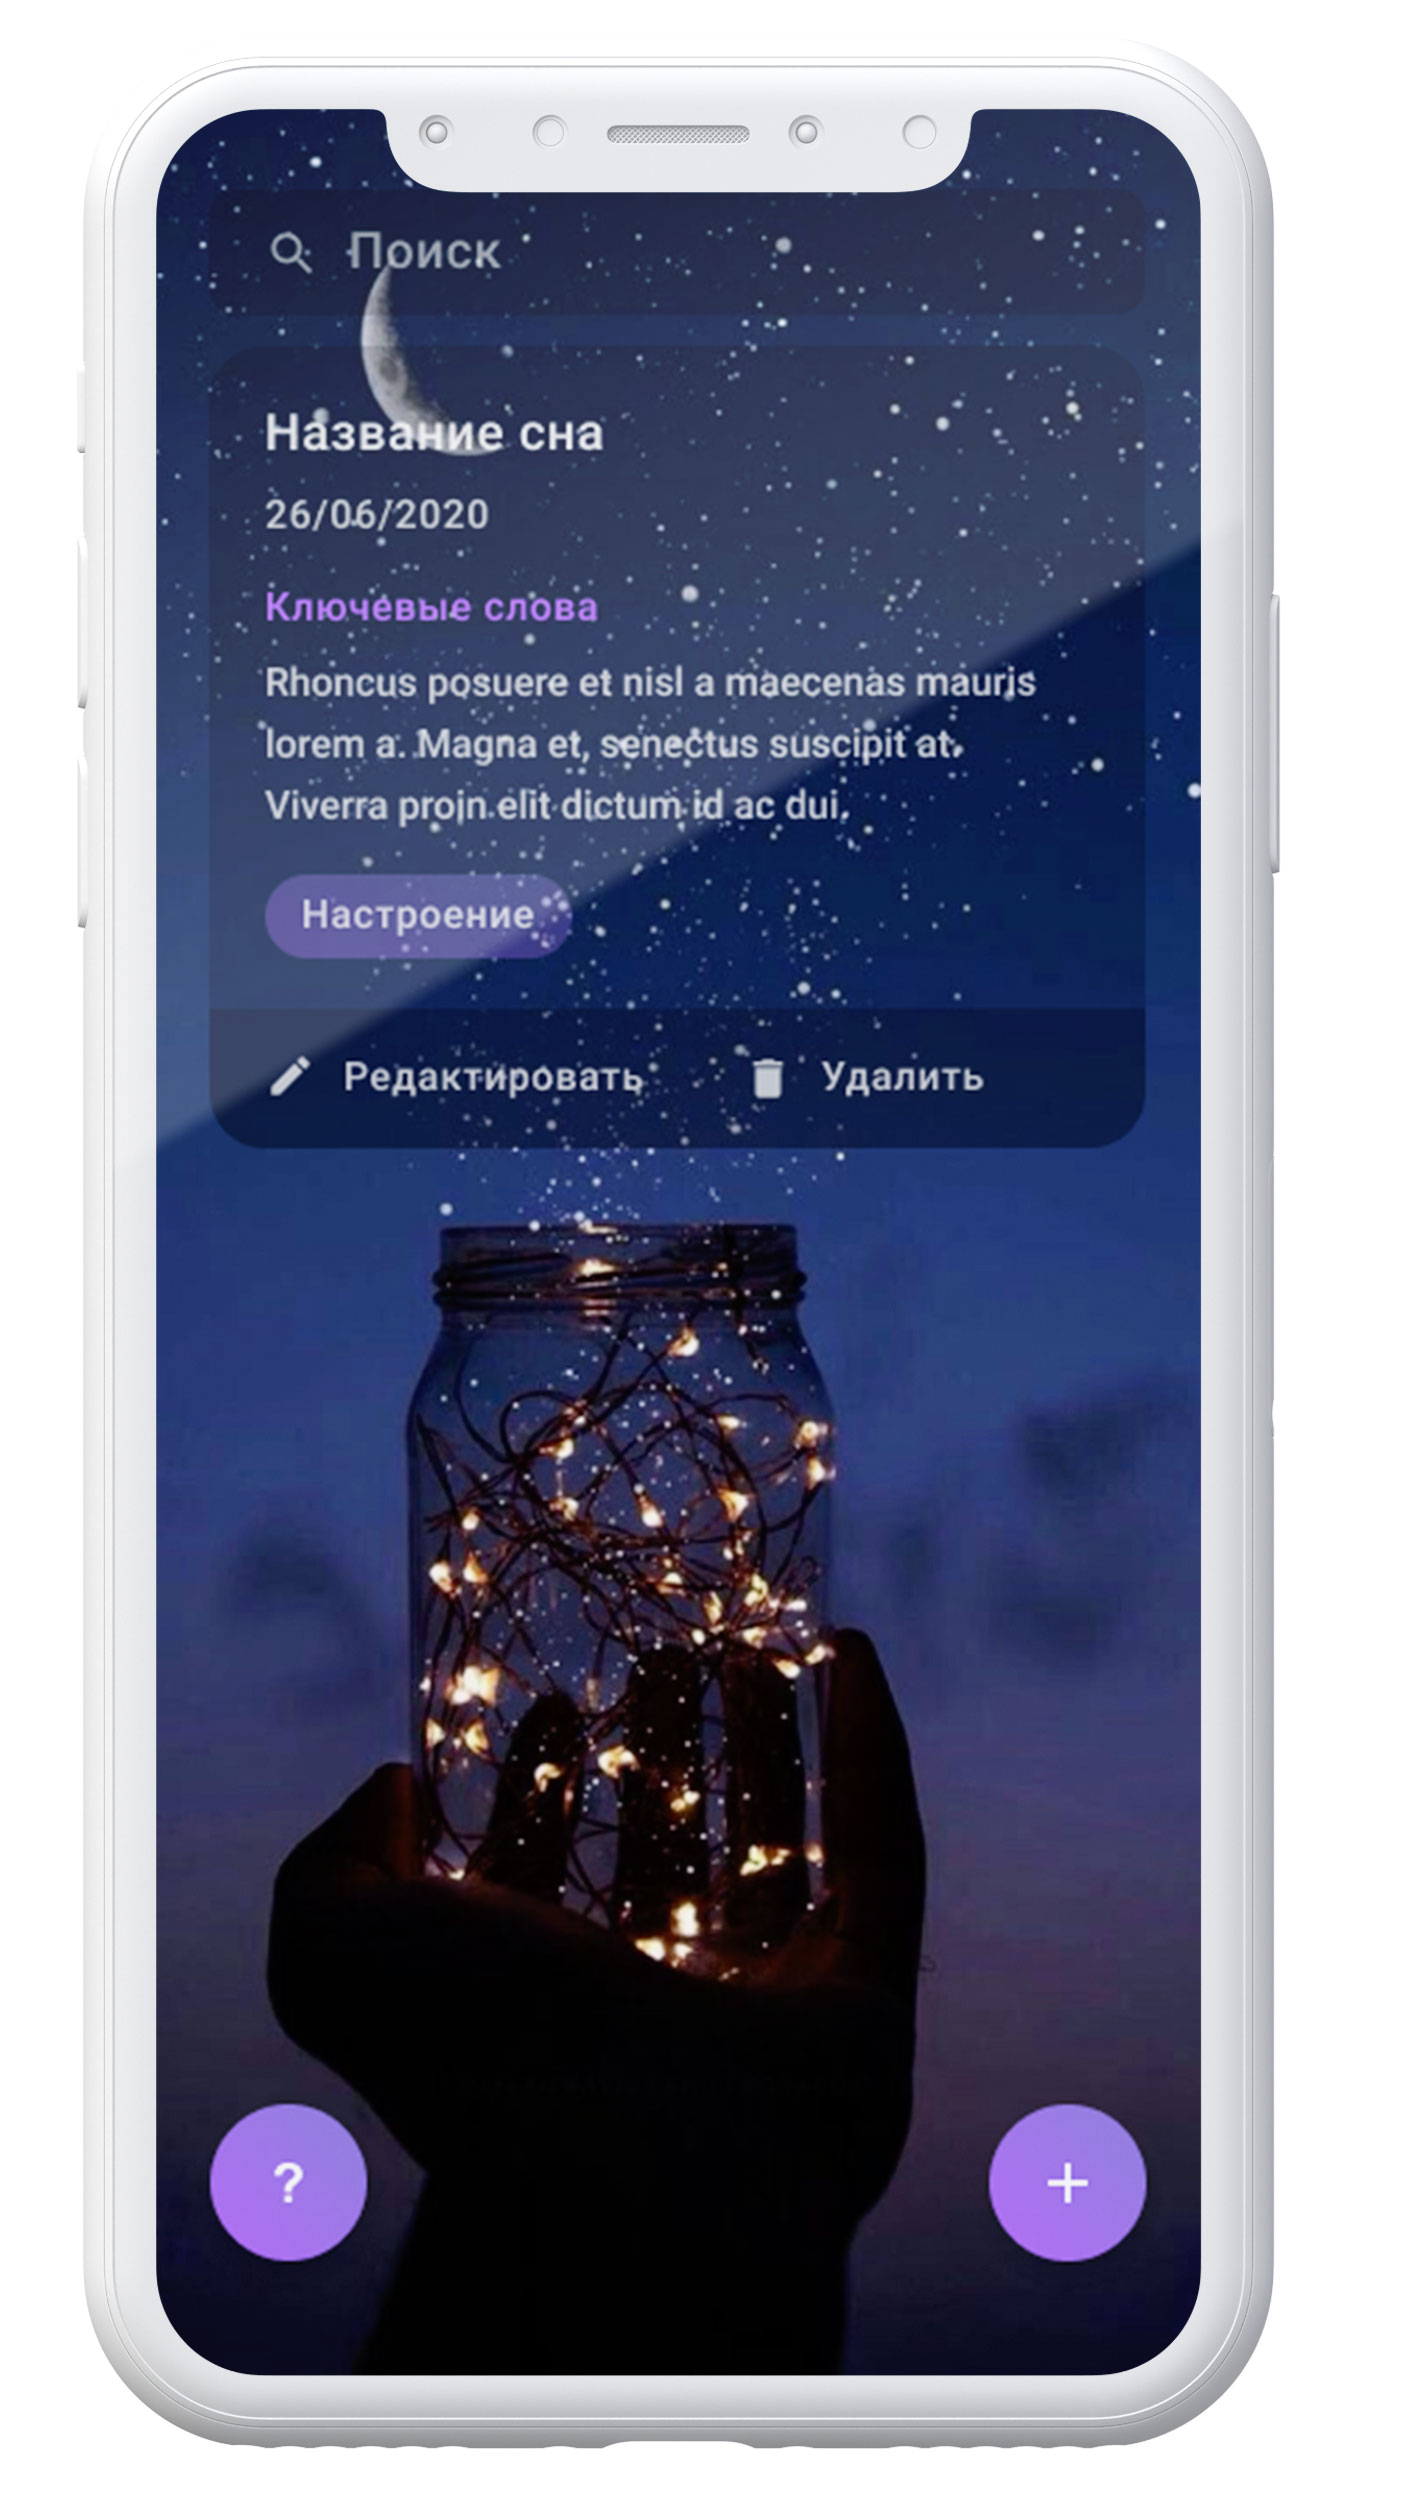 Поиск
Название сна
26/06/2020
Ключевые слова
Rhoncus posuere et nisl a maecenas mauris
lorem a. Magna et, senectus suscipit at.
Viverra proin elit dictum id ac dui.
Настроение
Редактировать Удалить
? +